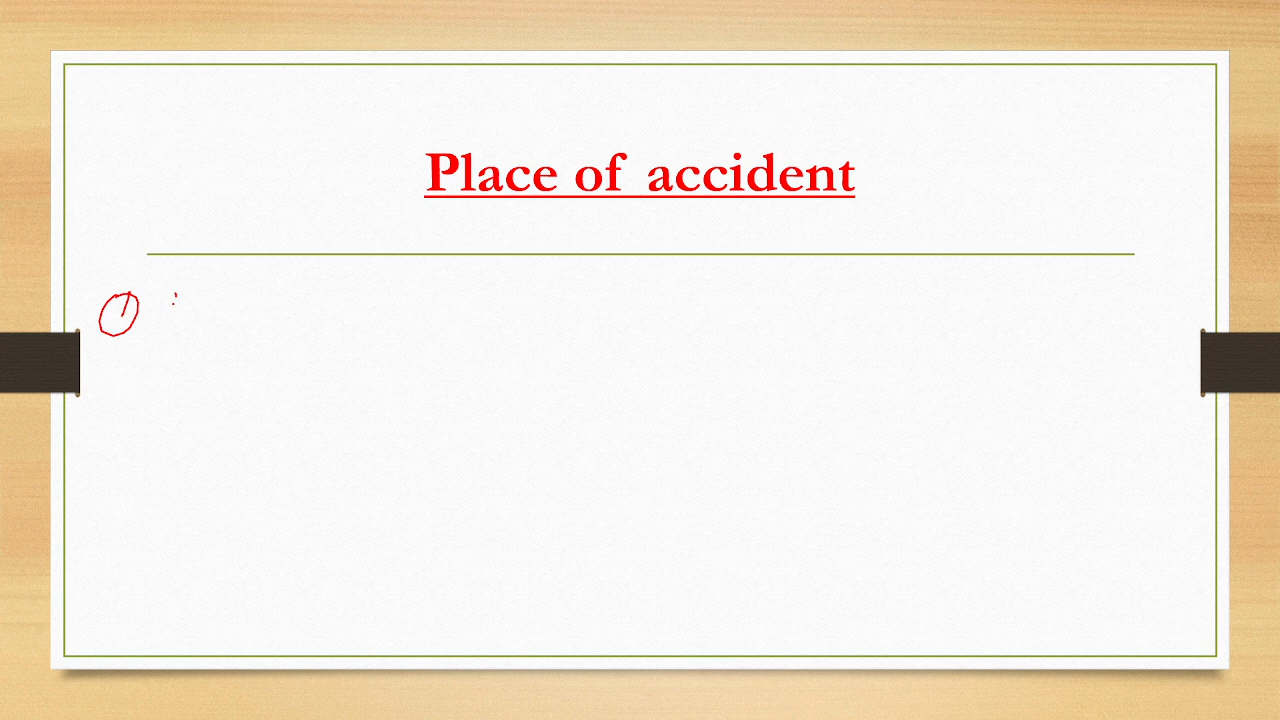 Place of accident
① :